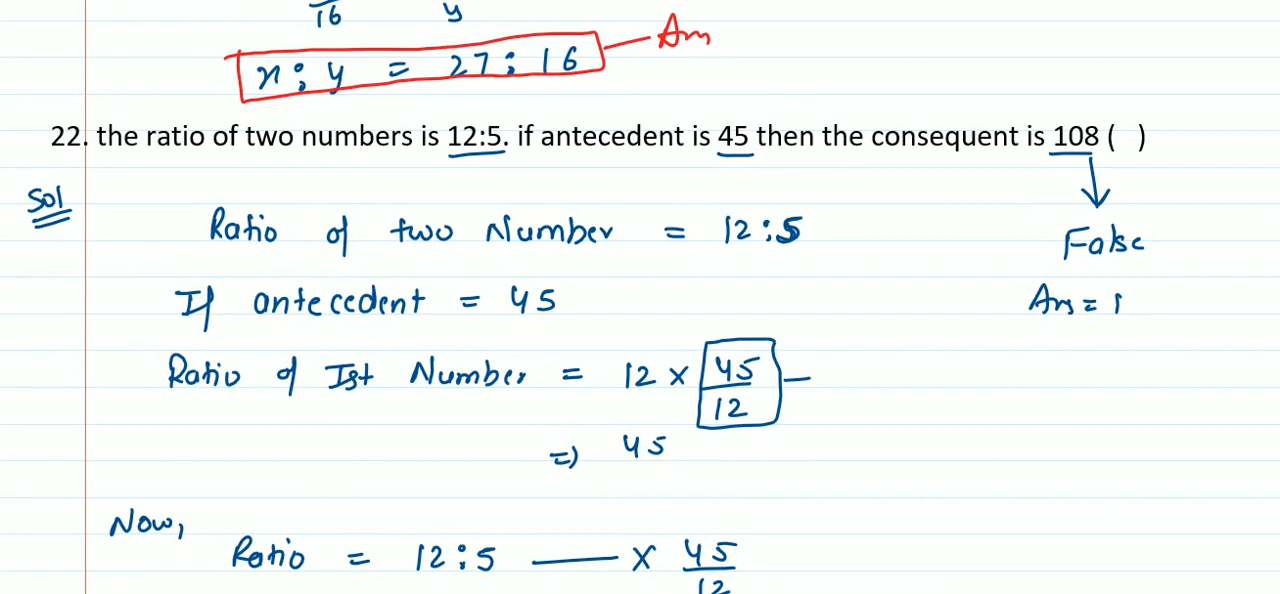 16 y
x : y = 27 : 16 Ans
22. the ratio of two numbers is 12:5. if antecedent is 45 then the consequent is 108 ( )
Sol
Ratio of two Number = 12 : 5
False
If antecedent = 45
Ans = 1
Ratio of Ist Number = 12 × 45/12
=) 45
Now,
Ratio = 12 : 5 — × 45/12